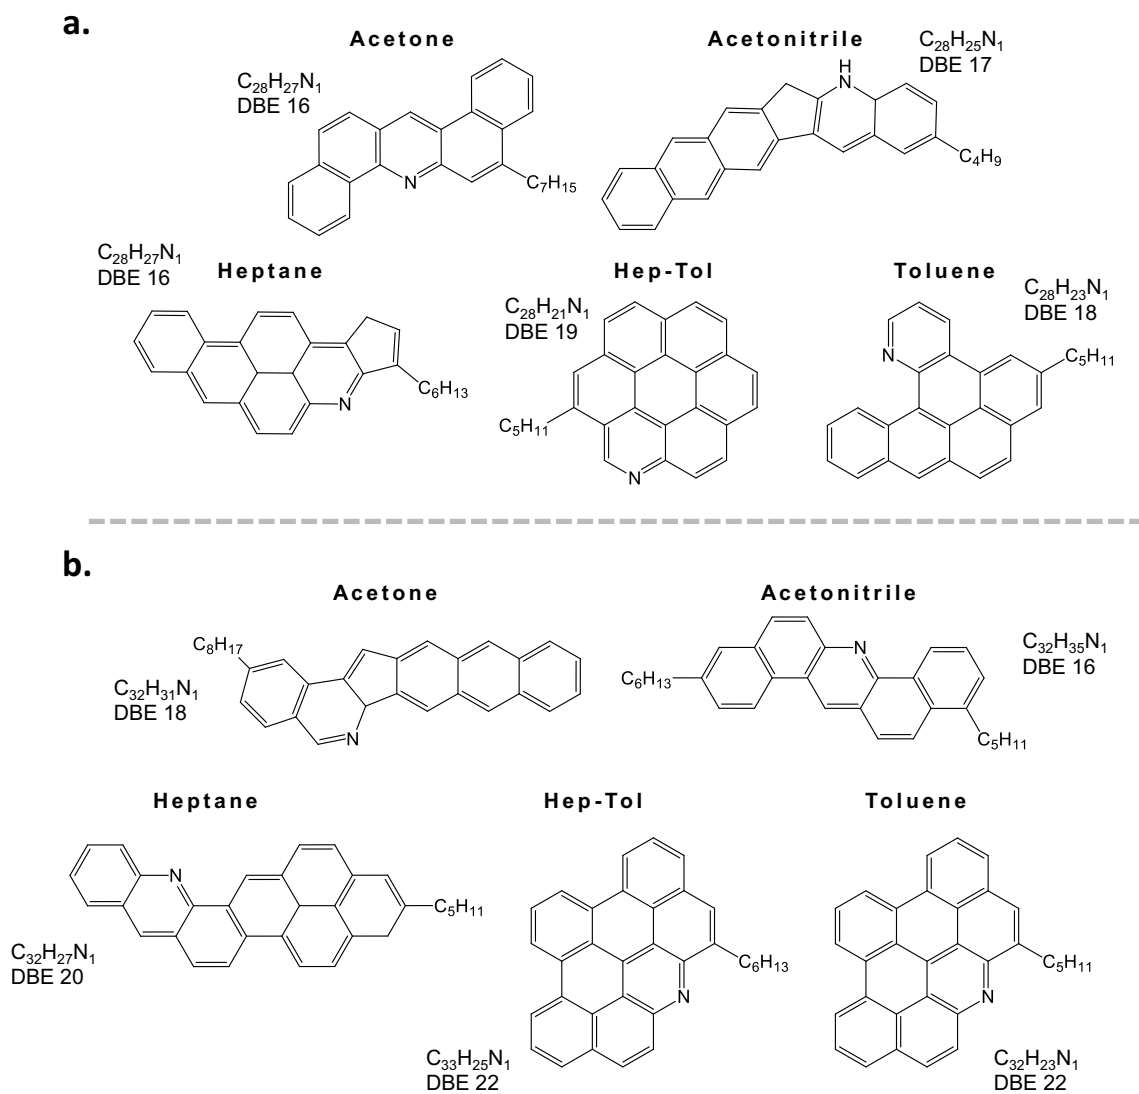 a.
Acetone
C₂₈H₂₇N₁
DBE 16
N
C₇H₁₅
Acetonitrile
C₂₈H₂₅N₁
DBE 17
H
N
C₄H₉
C₂₈H₂₇N₁
DBE 16
Heptane
N
C₆H₁₃
Hep-Tol
C₂₈H₂₁N₁
DBE 19
C₅H₁₁
N
Toluene
C₂₈H₂₃N₁
DBE 18
N
C₅H₁₁
b.
Acetone
C₈H₁₇
C₃₂H₃₁N₁
DBE 18
N
Acetonitrile
C₃₂H₃₅N₁
DBE 16
N
C₆H₁₃
C₅H₁₁
Heptane
N
C₅H₁₁
C₃₂H₂₇N₁
DBE 20
Hep-Tol
C₆H₁₃
N
C₃₃H₂₅N₁
DBE 22
Toluene
C₅H₁₁
N
C₃₂H₂₃N₁
DBE 22